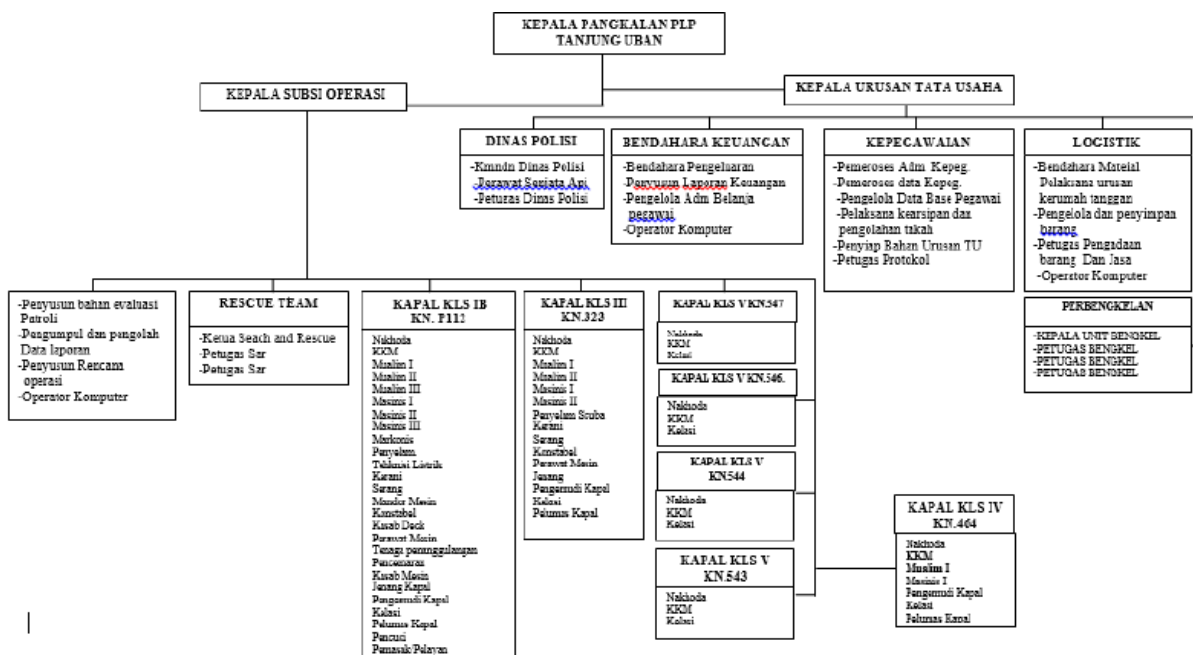 KEPALA PANGKALAN PLP
TANJUNG UBAN
KEPALA SUBSI OPERASI
KEPALA URUSAN TATA USAHA
DINAS POLISI
-Kmndn Dinas Polisi
-Perawat Senjata Api
-Petugas Dinas Polisi
BENDAHARA KEUANGAN
-Bendahara Pengeluaran
-Penyusun Laporan Keuangan
-Pengelola Adm Belanja
pegawai
-Operator Komputer
KEPEGAWAIAN
-Pemeroses Adm Kepeg.
-Pemeroses data Kepeg.
-Pengelola Data Base Pegawai
-Pelaksana kearsipan dan
pengolahan takah
-Penyiap Bahan Urusan TU
-Petugas Protokol
LOGISTIK
-Bendahara Material
Pelaksana urusan
kerumah tanggan
-Pengelola dan penyimpan
barang
-Petugas Pengadaan
barang Dan Jasa
-Operator Komputer
PERBENGKELAN
-KEPALA UNIT BENGKEL
-PETUGAS BENGKEL
-PETUGAS BENGKEL
-PETUGAS BENGKEL
-Penyusun bahan evaluasi
Patroli
-Pengumpul dan pengolah
Data laporan
-Penyusun Rencana
operasi
-Operator Komputer
RESCUE TEAM
-Ketua Seach and Rescue
-Petugas Sar
-Petugas Sar
KAPAL KLS IB
KN. P112
Nakhoda
KKM
Mualim I
Mualim II
Mualim III
Masinis I
Masinis II
Masinis III
Markonis
Penyelam
Tehknisi Listrik
Karani
Serang
Mandor Mesin
Konstabel
Kasab Deck
Perawat Mesin
Tenaga penanggulangan
Pencemaran
Kasab Mesin
Jenang Kapal
Pengemudi Kapal
Kelasi
Pelumas Kapal
Pencuci
Pemasak/Pelayan
KAPAL KLS III
KN.323
Nakhoda
KKM
Mualim I
Mualim II
Masinis I
Masinis II
Penyelam Scuba
Kerani
Serang
Konstabel
Perawat Mesin
Jenang
Pengemudi Kapal
Kelasi
Pelumas Kapal
KAPAL KLS V KN.547
Nakhoda
KKM
Kelasi
KAPAL KLS V KN.546.
Nakhoda
KKM
Kelasi
KAPAL KLS V
KN.544
Nakhoda
KKM
Kelasi
KAPAL KLS V
KN.543
Nakhoda
KKM
Kelasi
KAPAL KLS IV
KN.464
Nakhoda
KKM
Mualim I
Masinis I
Pengemudi Kapal
Kelasi
Pelumas Kapal